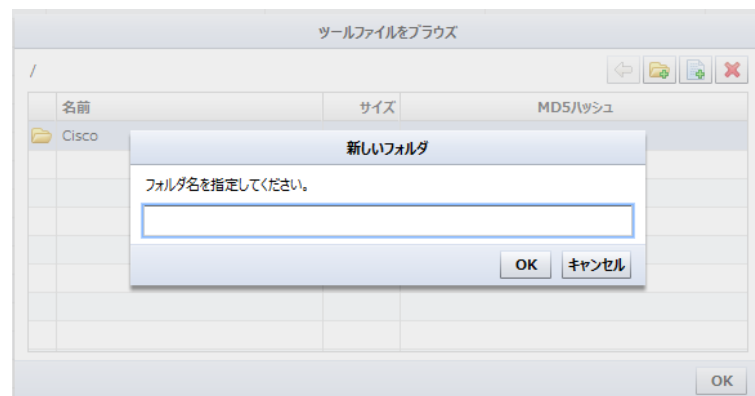 ツールファイルをブラウズ
/
名前 サイズ MD5ハッシュ
Cisco
新しいフォルダ
フォルダ名を指定してください。
OK キャンセル
OK